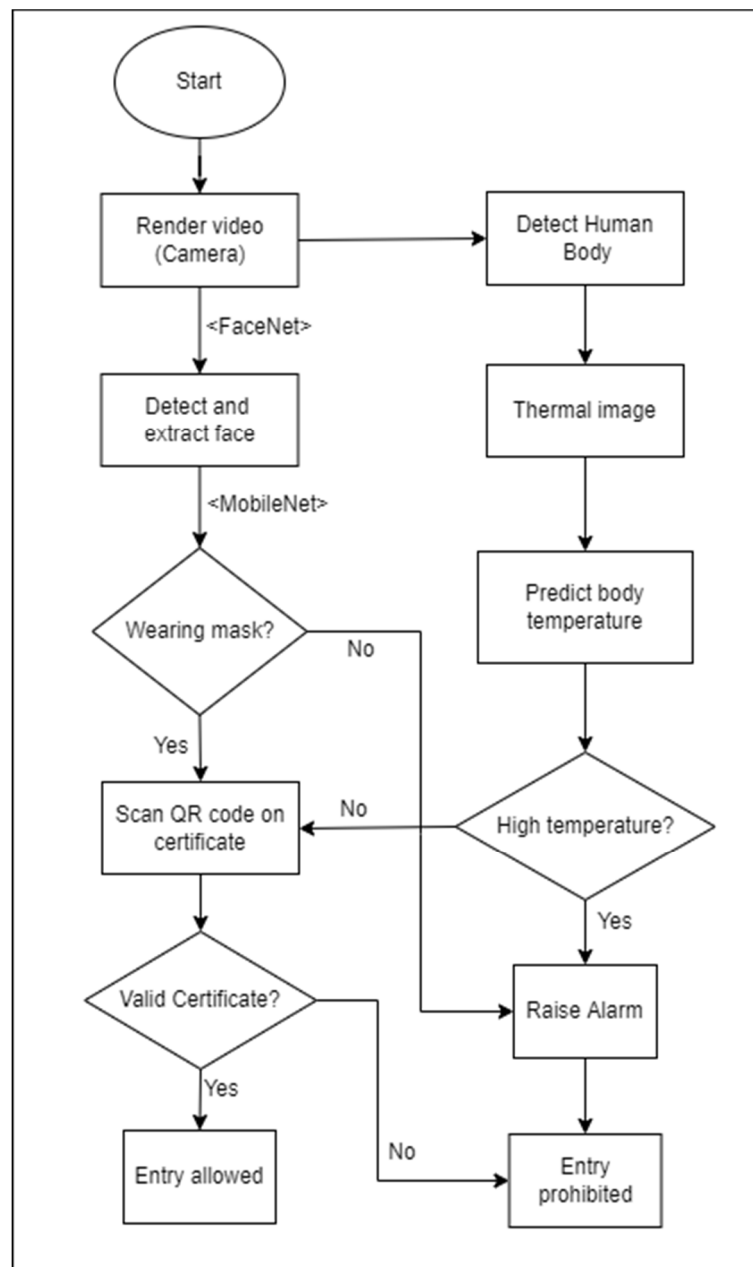 Start
Render video
(Camera)
Detect Human
Body
<FaceNet>
Detect and
extract face
Thermal image
<MobileNet>
Predict body
temperature
Wearing mask?
No
Yes
Scan QR code on
certificate
No
High temperature?
Yes
Valid Certificate?
Raise Alarm
Yes
Entry allowed
No
Entry
prohibited